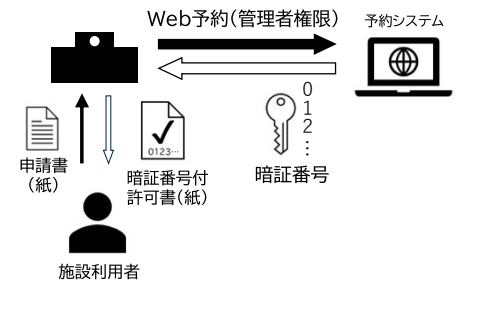 Web予約(管理者権限)
予約システム
0
1
2
⋮
暗証番号
申請書
(紙)
0123…
暗証番号付
許可書(紙)
施設利用者